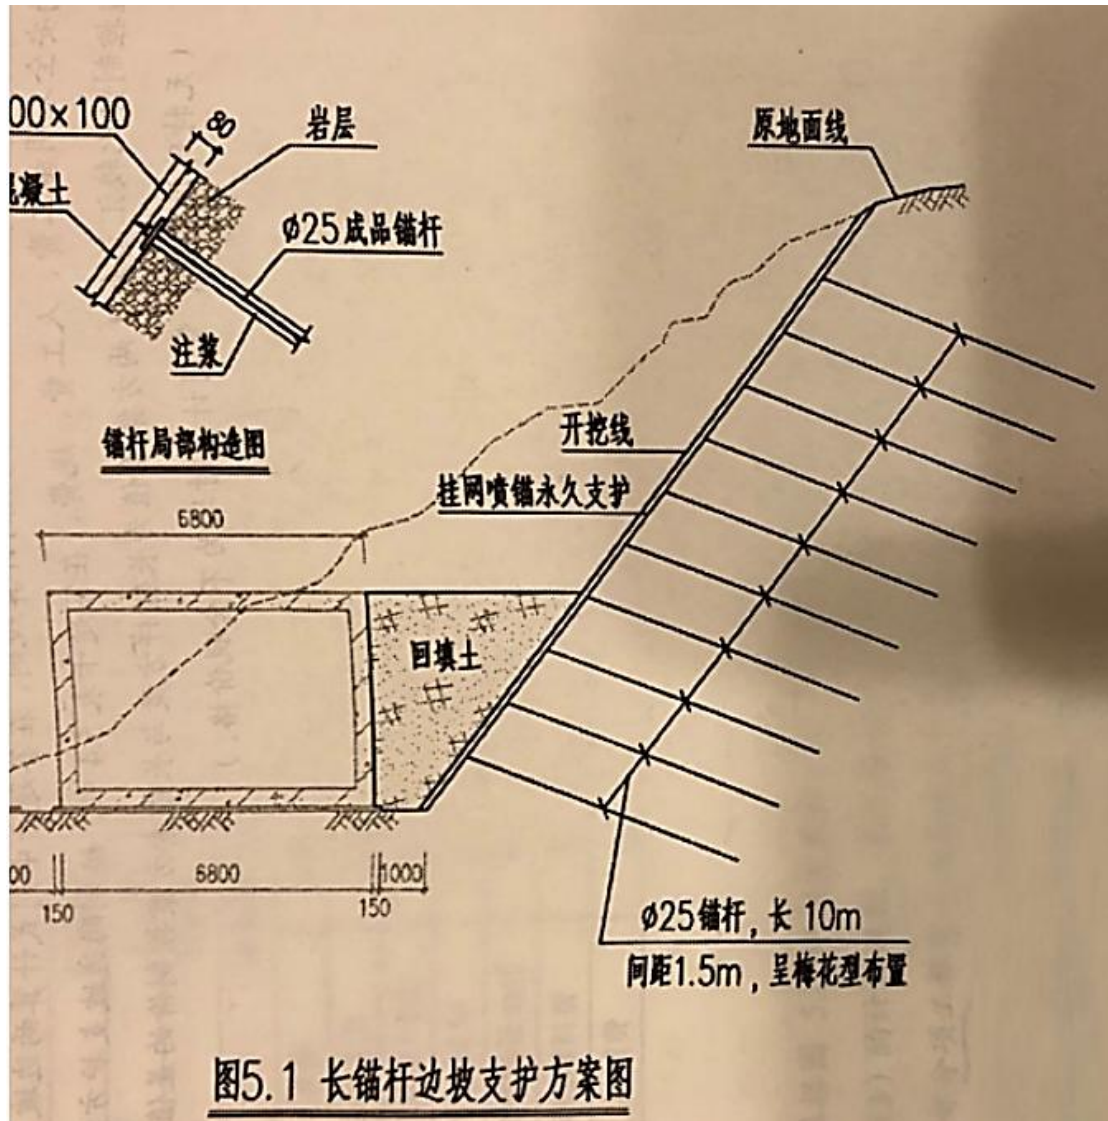 00×100
80
岩层
原地面线
凝土
ø25成品锚杆
注浆
锚杆局部构造图
开挖线
挂网喷锚永久支护
6800
回填土
00
6800
1000
150
150
ø25锚杆，长10m
间距1.5m，呈梅花型布置
图5.1 长锚杆边坡支护方案图